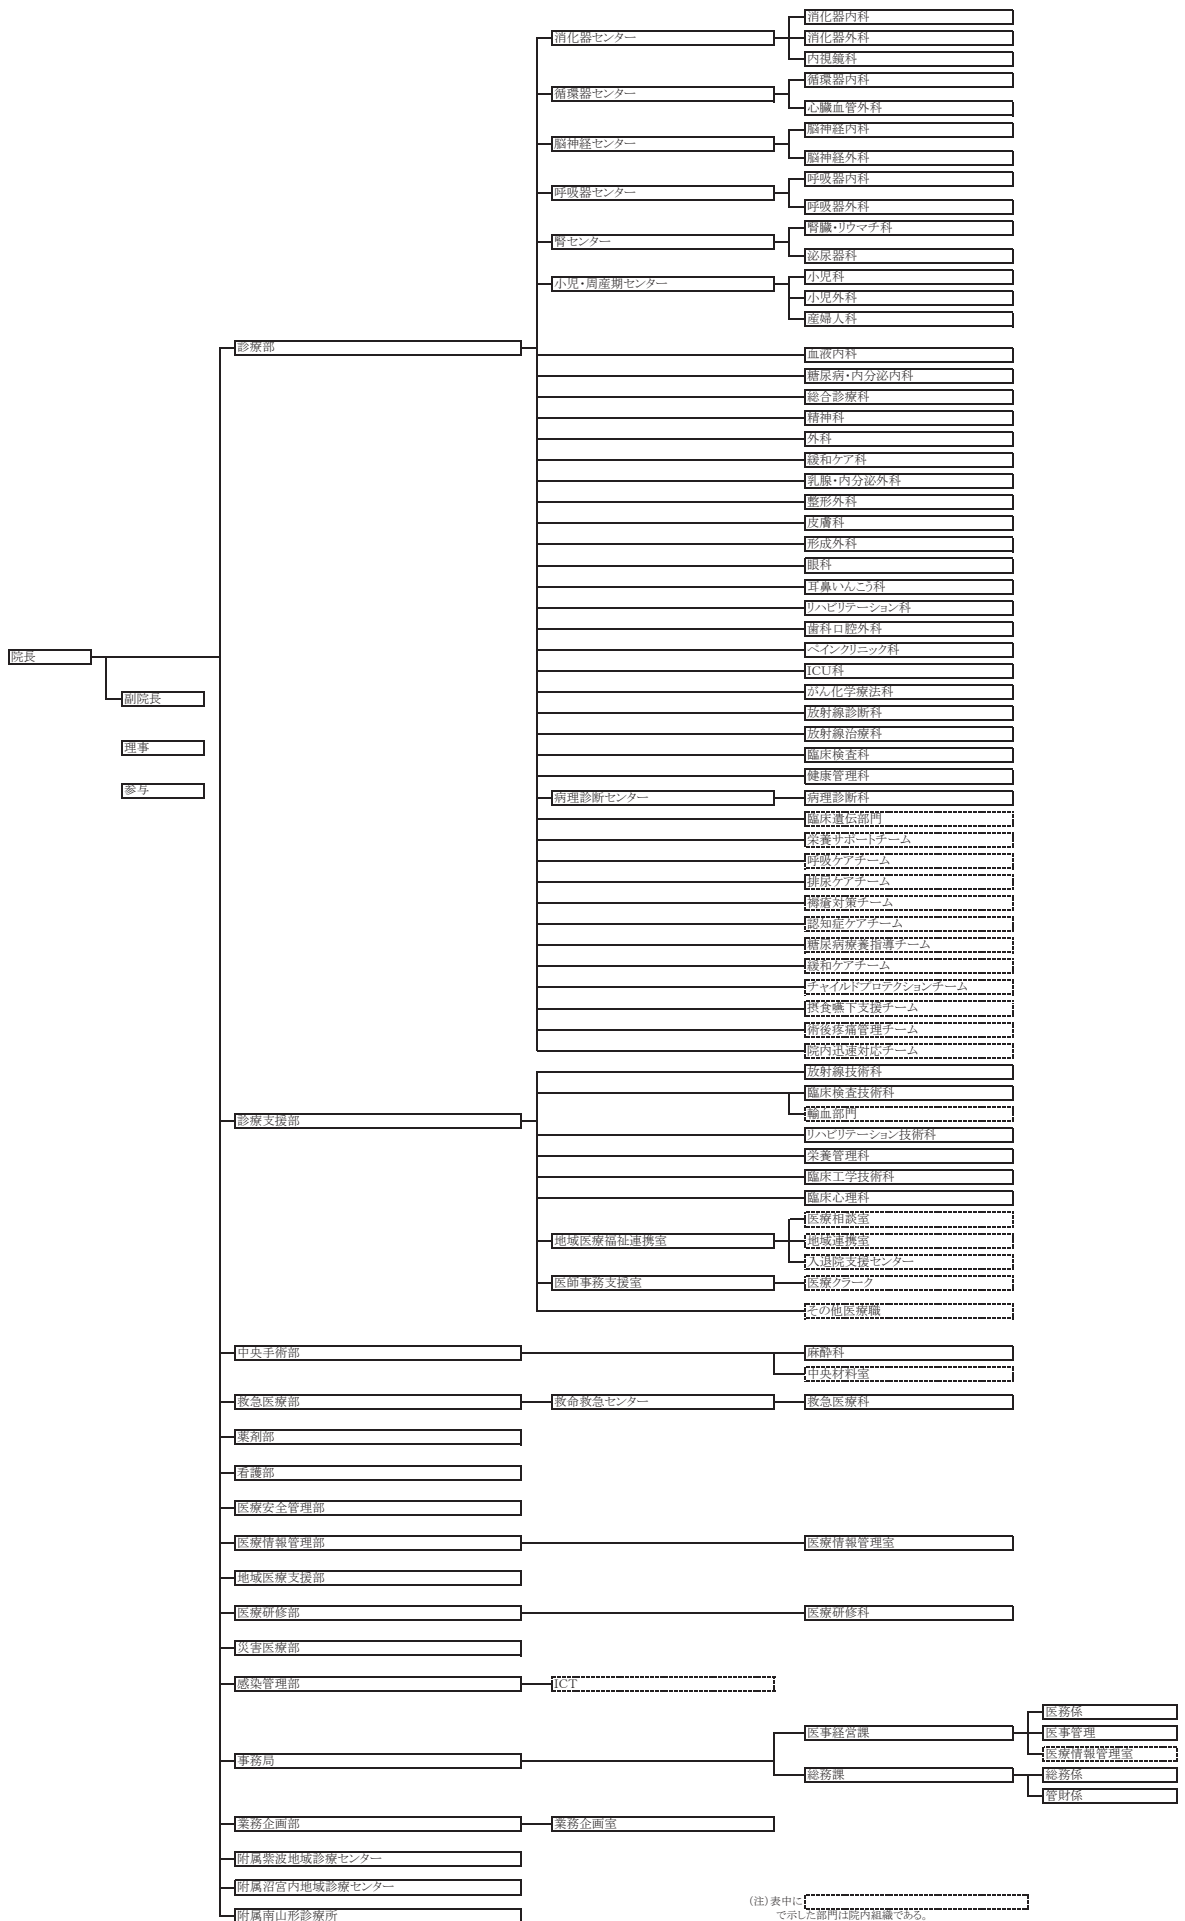 消化器内科
消化器センター
消化器外科
内視鏡科
循環器内科
循環器センター
心臓血管外科
脳神経内科
脳神経センター
脳神経外科
呼吸器内科
呼吸器センター
呼吸器外科
腎臓・リウマチ科
腎センター
泌尿器科
小児科
小児・周産期センター
小児外科
産婦人科
診療部
血液内科
糖尿病・内分泌内科
総合診療科
精神科
外科
緩和ケア科
乳腺・内分泌外科
整形外科
皮膚科
形成外科
眼科
耳鼻いんこう科
リハビリテーション科
歯科口腔外科
院長
ペインクリニック科
ICU科
副院長
がん化学療法科
放射線診断科
放射線治療科
理事
臨床検査科
健康管理科
参与
病理診断センター
病理診断科
臨床遺伝部門
栄養サポートチーム
呼吸ケアチーム
排尿ケアチーム
褥瘡対策チーム
認知症ケアチーム
糖尿病療養指導チーム
緩和ケアチーム
チャイルドプロテクションチーム
摂食嚥下支援チーム
術後疼痛管理チーム
院内迅速対応チーム
放射線技術科
臨床検査技術科
輸血部門
診療支援部
リハビリテーション技術科
栄養管理科
臨床工学技術科
臨床心理科
医療相談室
地域医療福祉連携室
地域連携室
入退院支援センター
医師事務支援室
医療クラーク
その他医療職
中央手術部
麻酔科
中央材料室
救急医療部
救命救急センター
救急医療科
薬剤部
看護部
医療安全管理部
医療情報管理部
医療情報管理室
地域医療支援部
医療研修部
医療研修科
災害医療部
感染管理部
ICT
医務係
医事経営課
医事管理
医療情報管理室
事務局
総務課
総務係
管財係
業務企画部
業務企画室
附属紫波地域診療センター
附属沼宮内地域診療センター
(注)表中に
附属南山形診療所
で示した部門は院内組織である。